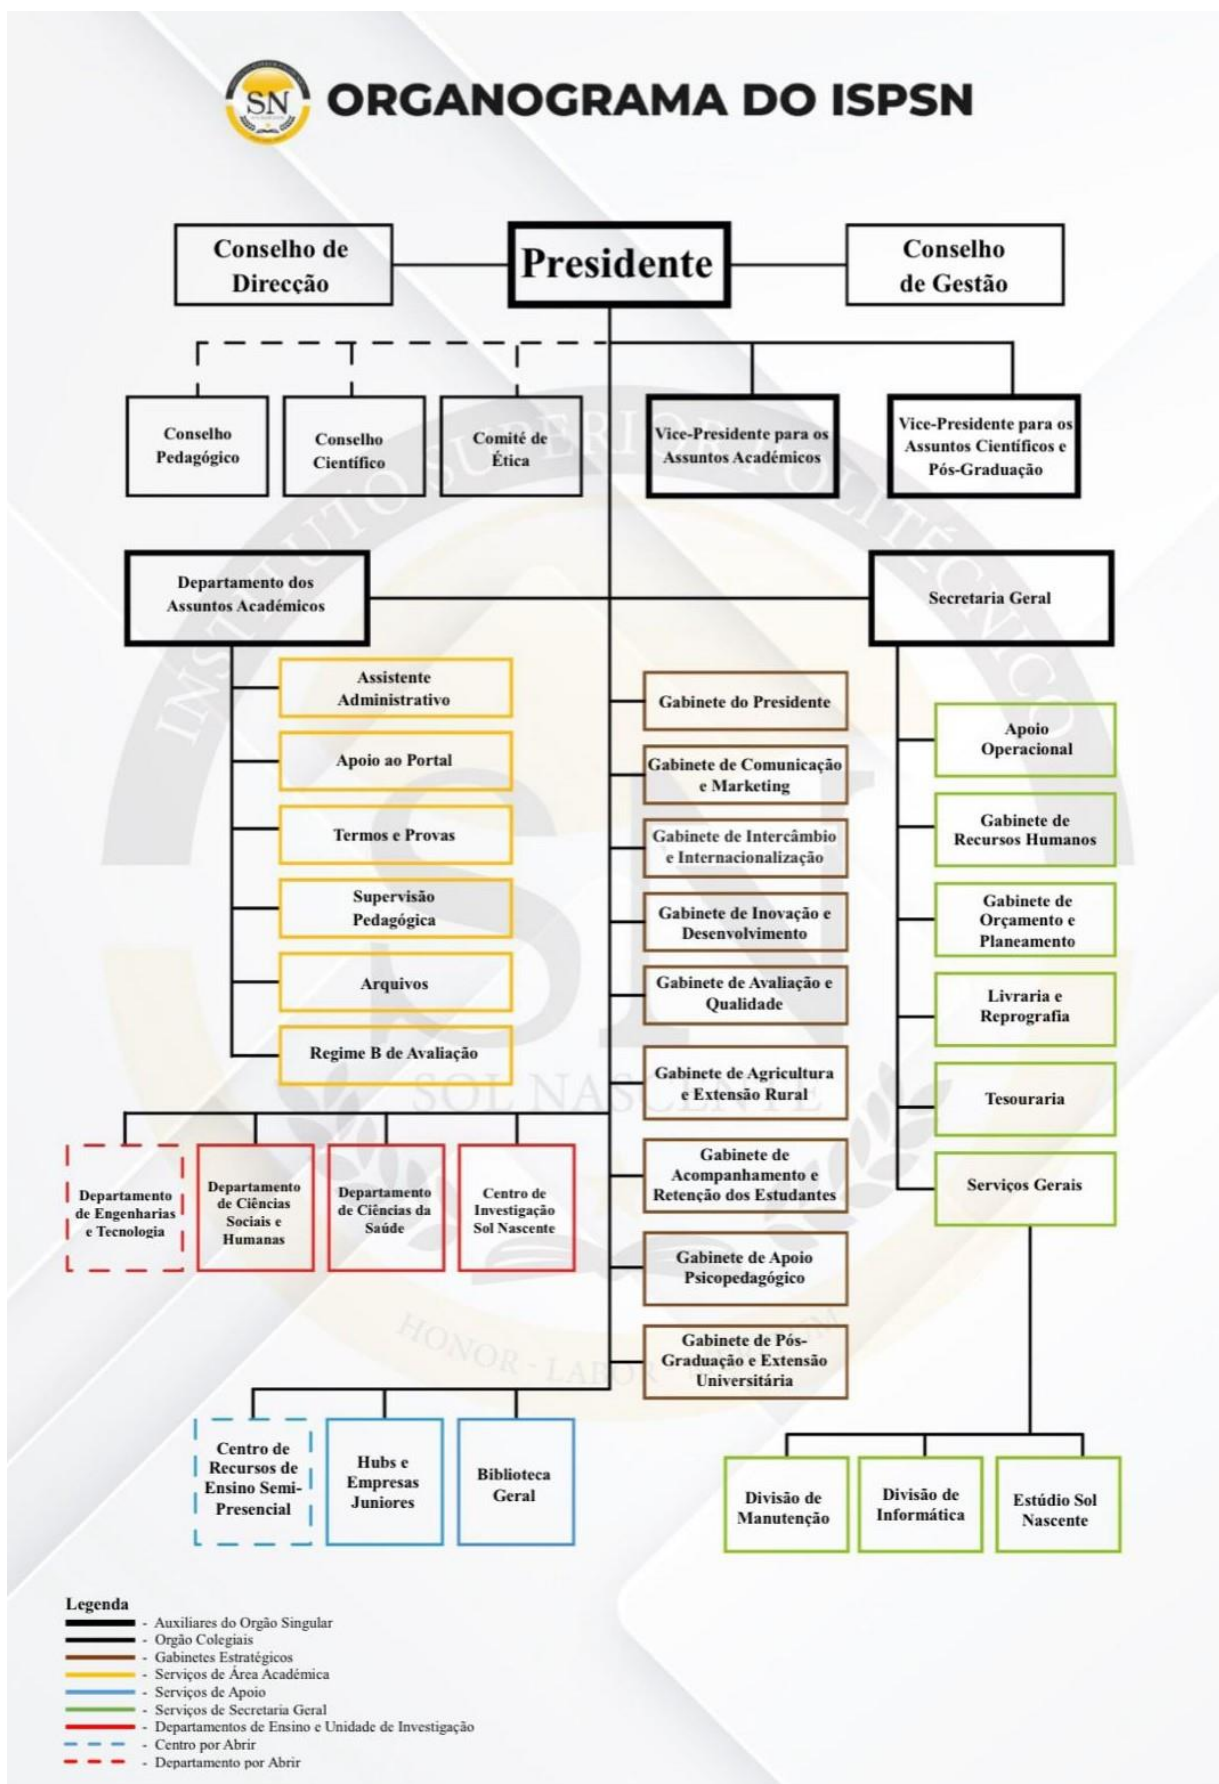 SN
ORGANOGRAMA DO ISPSN
Conselho de
Direcção
Presidente
Conselho
de Gestão
Conselho
Pedagógico
Conselho
Científico
Comité de
Ética
Vice-Presidente para os
Assuntos Académicos
Vice-Presidente para os
Assuntos Científicos e
Pós-Graduação
Departamento dos
Assuntos Académicos
Secretaria Geral
Assistente
Administrativo
Apoio ao Portal
Termos e Provas
Supervisão
Pedagógica
Arquivos
Regime B de Avaliação
Gabinete do Presidente
Gabinete de Comunicação
e Marketing
Gabinete de Intercâmbio
e Internacionalização
Gabinete de Inovação e
Desenvolvimento
Gabinete de Avaliação e
Qualidade
Gabinete de Agricultura
e Extensão Rural
Gabinete de
Acompanhamento e
Retenção dos Estudantes
Gabinete de Apoio
Psicopedagógico
Gabinete de Pós-
Graduação e Extensão
Universitária
Apoio
Operacional
Gabinete de
Recursos Humanos
Gabinete de
Orçamento e
Planeamento
Livraria e
Reprografia
Tesouraria
Serviços Gerais
Departamento
de Engenharias
e Tecnologia
Departamento
de Ciências
Sociais e
Humanas
Departamento
de Ciências da
Saúde
Centro de
Investigação
Sol Nascente
Centro de
Recursos de
Ensino Semi-
Presencial
Hubs e
Empresas
Juniores
Biblioteca
Geral
Divisão de
Manutenção
Divisão de
Informática
Estúdio Sol
Nascente
Legenda
- Auxiliares do Orgão Singular
- Orgão Colegiais
- Gabinetes Estratégicos
- Serviços de Área Académica
- Serviços de Apoio
- Serviços de Secretaria Geral
- Departamentos de Ensino e Unidade de Investigação
- Centro por Abrir
- Departamento por Abrir
INSTITUTO SUPERIOR POLITÉCNICO
SN
SOL NASCENTE
HONOR - LABOR -